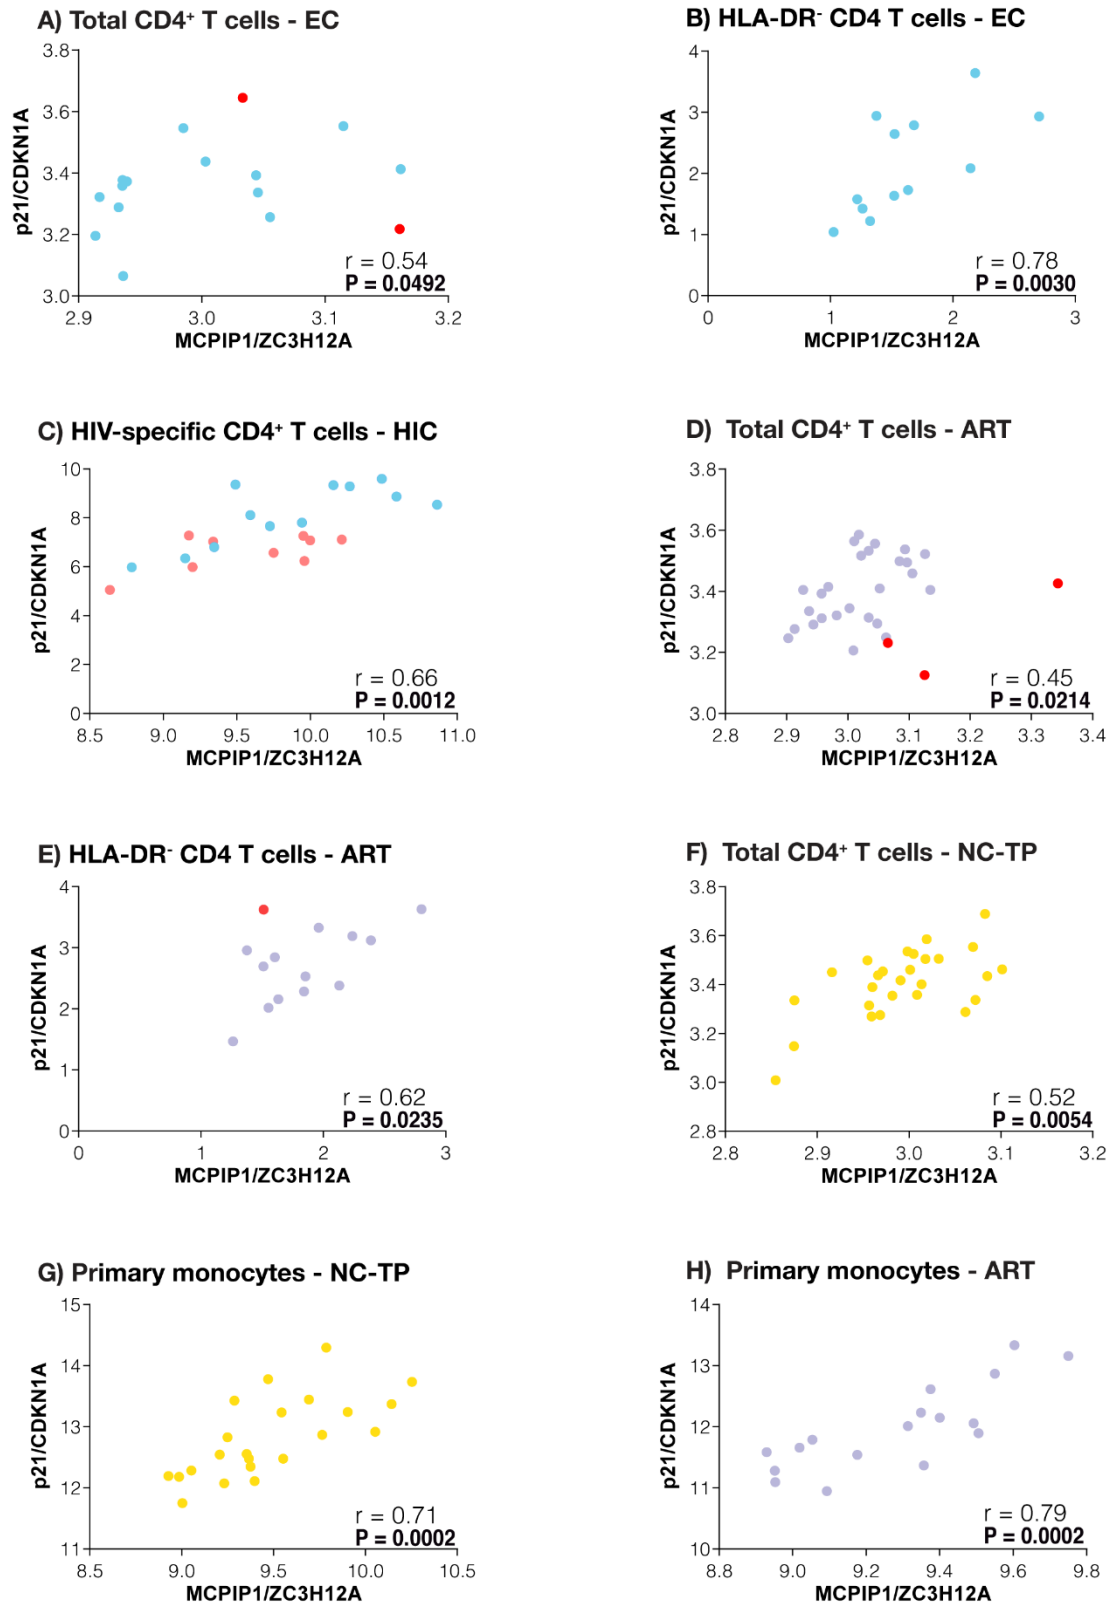 A) Total CD4⁺ T cells - EC
3.8
3.6
3.4
3.2
3.0
p21/CDKN1A
2.9 3.0 3.1 3.2
MCPIP1/ZC3H12A
r = 0.54
P = 0.0492
B) HLA-DR⁻ CD4 T cells - EC
4
3
2
1
0
p21/CDKN1A
0 1 2 3
MCPIP1/ZC3H12A
r = 0.78
P = 0.0030
C) HIV-specific CD4⁺ T cells - HIC
10
8
6
4
2
0
p21/CDKN1A
8.5 9.0 9.5 10.0 10.5 11.0
MCPIP1/ZC3H12A
r = 0.66
P = 0.0012
D) Total CD4⁺ T cells - ART
3.8
3.6
3.4
3.2
3.0
p21/CDKN1A
2.8 2.9 3.0 3.1 3.2 3.3 3.4
MCPIP1/ZC3H12A
r = 0.45
P = 0.0214
E) HLA-DR⁻ CD4 T cells - ART
4
3
2
1
0
p21/CDKN1A
0 1 2 3
MCPIP1/ZC3H12A
r = 0.62
P = 0.0235
F) Total CD4⁺ T cells - NC-TP
3.8
3.6
3.4
3.2
3.0
2.8
p21/CDKN1A
2.8 2.9 3.0 3.1 3.2
MCPIP1/ZC3H12A
r = 0.52
P = 0.0054
G) Primary monocytes - NC-TP
15
14
13
12
11
p21/CDKN1A
8.5 9.0 9.5 10.0 10.5
MCPIP1/ZC3H12A
r = 0.71
P = 0.0002
H) Primary monocytes - ART
14
13
12
11
10
p21/CDKN1A
8.8 9.0 9.2 9.4 9.6 9.8
MCPIP1/ZC3H12A
r = 0.79
P = 0.0002